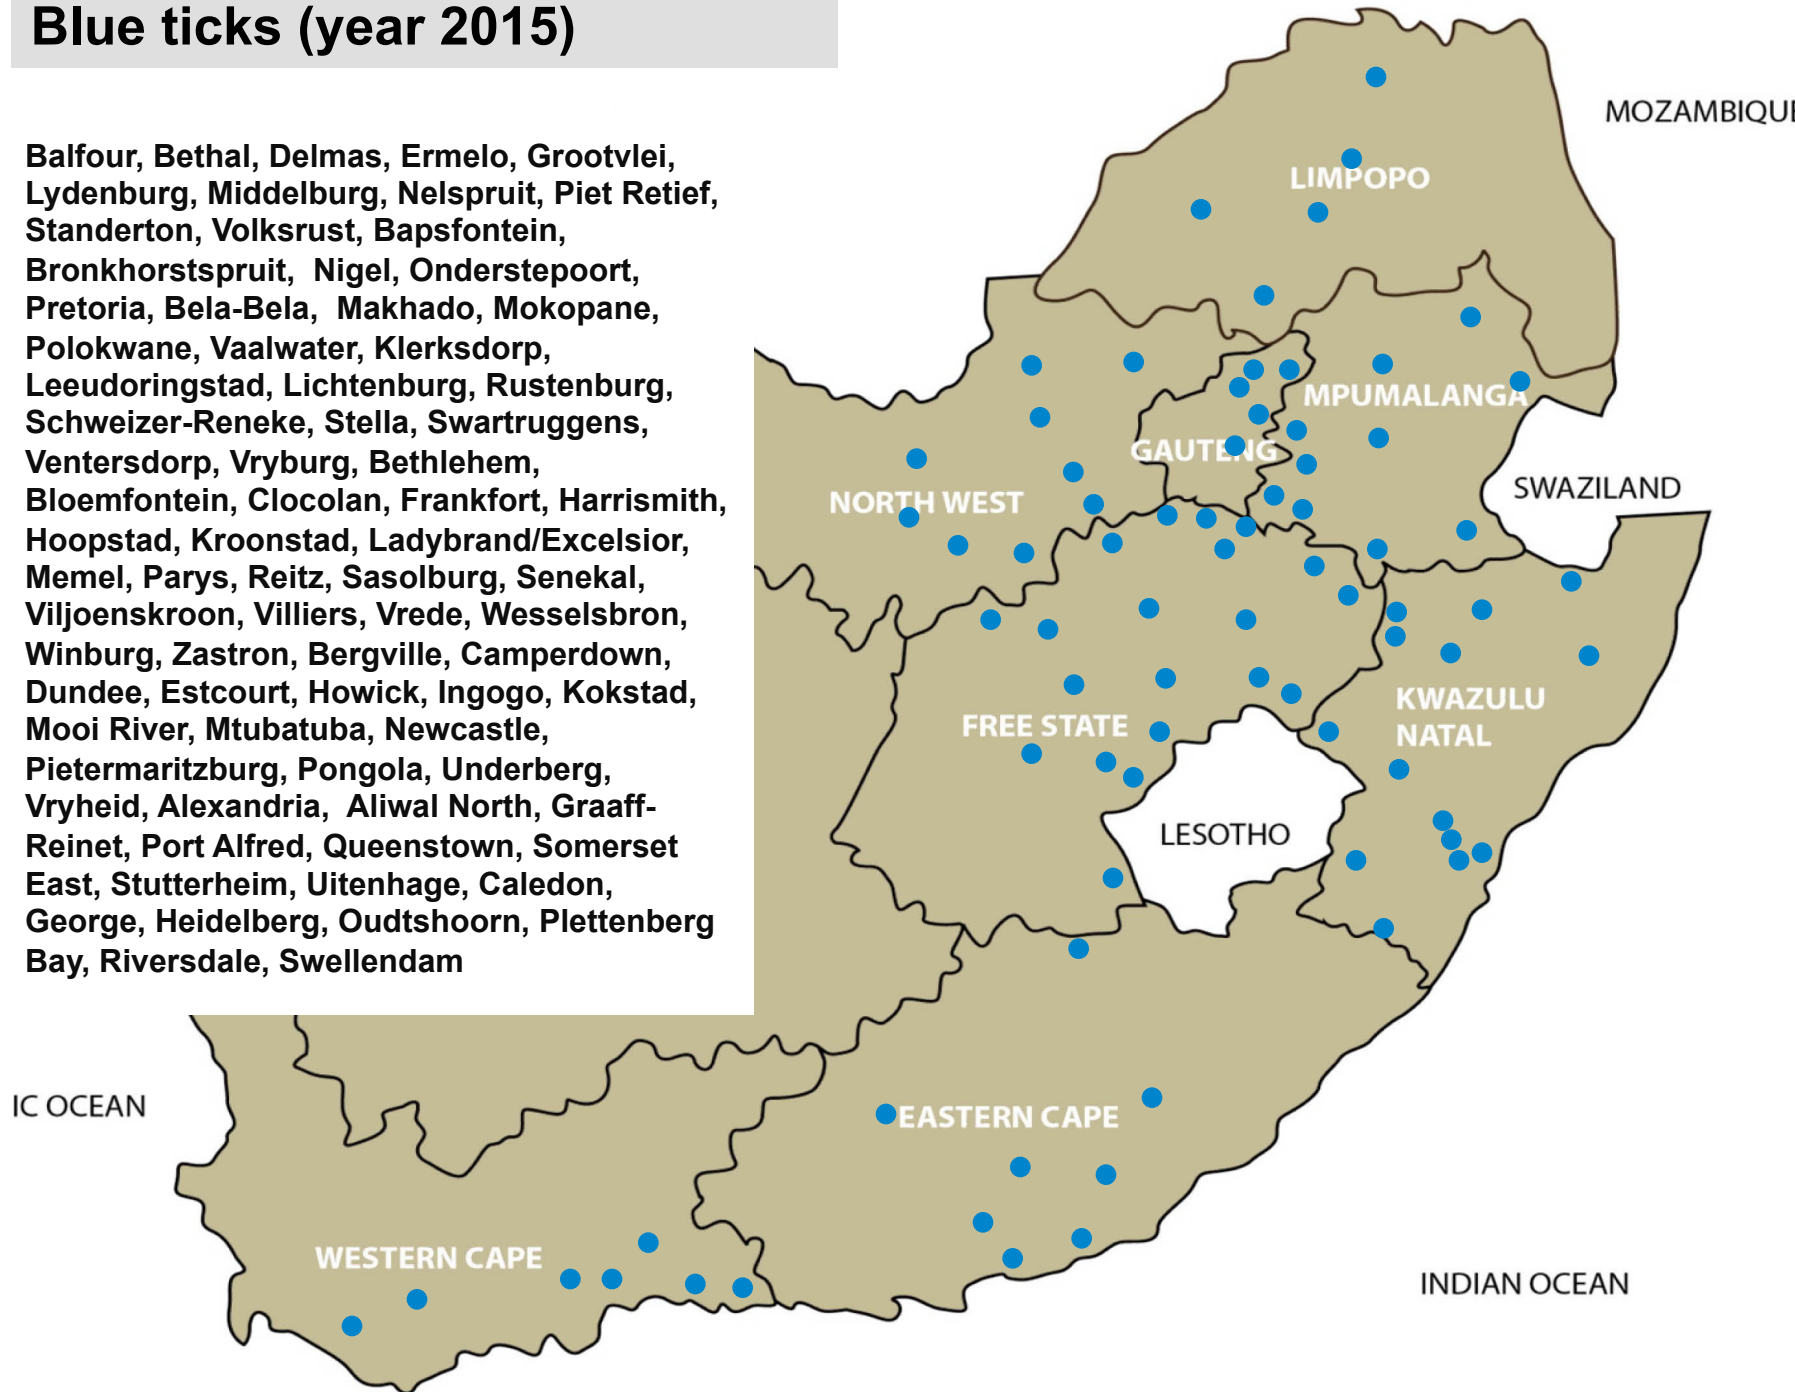 Blue ticks (year 2015)
Balfour, Bethal, Delmas, Ermelo, Grootvlei,
Lydenburg, Middelburg, Nelspruit, Piet Retief,
Standerton, Volksrust, Bapsfontein,
Bronkhorstspruit, Nigel, Onderstepoort,
Pretoria, Bela-Bela, Makhado, Mokopane,
Polokwane, Vaalwater, Klerksdorp,
Leeudoringstad, Lichtenburg, Rustenburg,
Schweizer-Reneke, Stella, Swartruggens,
Ventersdorp, Vryburg, Bethlehem,
Bloemfontein, Clocolan, Frankfort, Harrismith,
Hoopstad, Kroonstad, Ladybrand/Excelsior,
Memel, Parys, Reitz, Sasolburg, Senekal,
Viljoenskroon, Villiers, Vrede, Wesselsbron,
Winburg, Zastron, Bergville, Camperdown,
Dundee, Estcourt, Howick, Ingogo, Kokstad,
Mooi River, Mtubatuba, Newcastle,
Pietermaritzburg, Pongola, Underberg,
Vryheid, Alexandria, Aliwal North, Graaff-
Reinet, Port Alfred, Queenstown, Somerset
East, Stutterheim, Uitenhage, Caledon,
George, Heidelberg, Oudtshoorn, Plettenberg
Bay, Riversdale, Swellendam
MOZAMBIQUE
LIMPOPO
MPUMALANGA
GAUTENG
SWAZILAND
NORTH WEST
KWAZULU
NATAL
FREE STATE
LESOTHO
IC OCEAN
EASTERN CAPE
WESTERN CAPE
INDIAN OCEAN